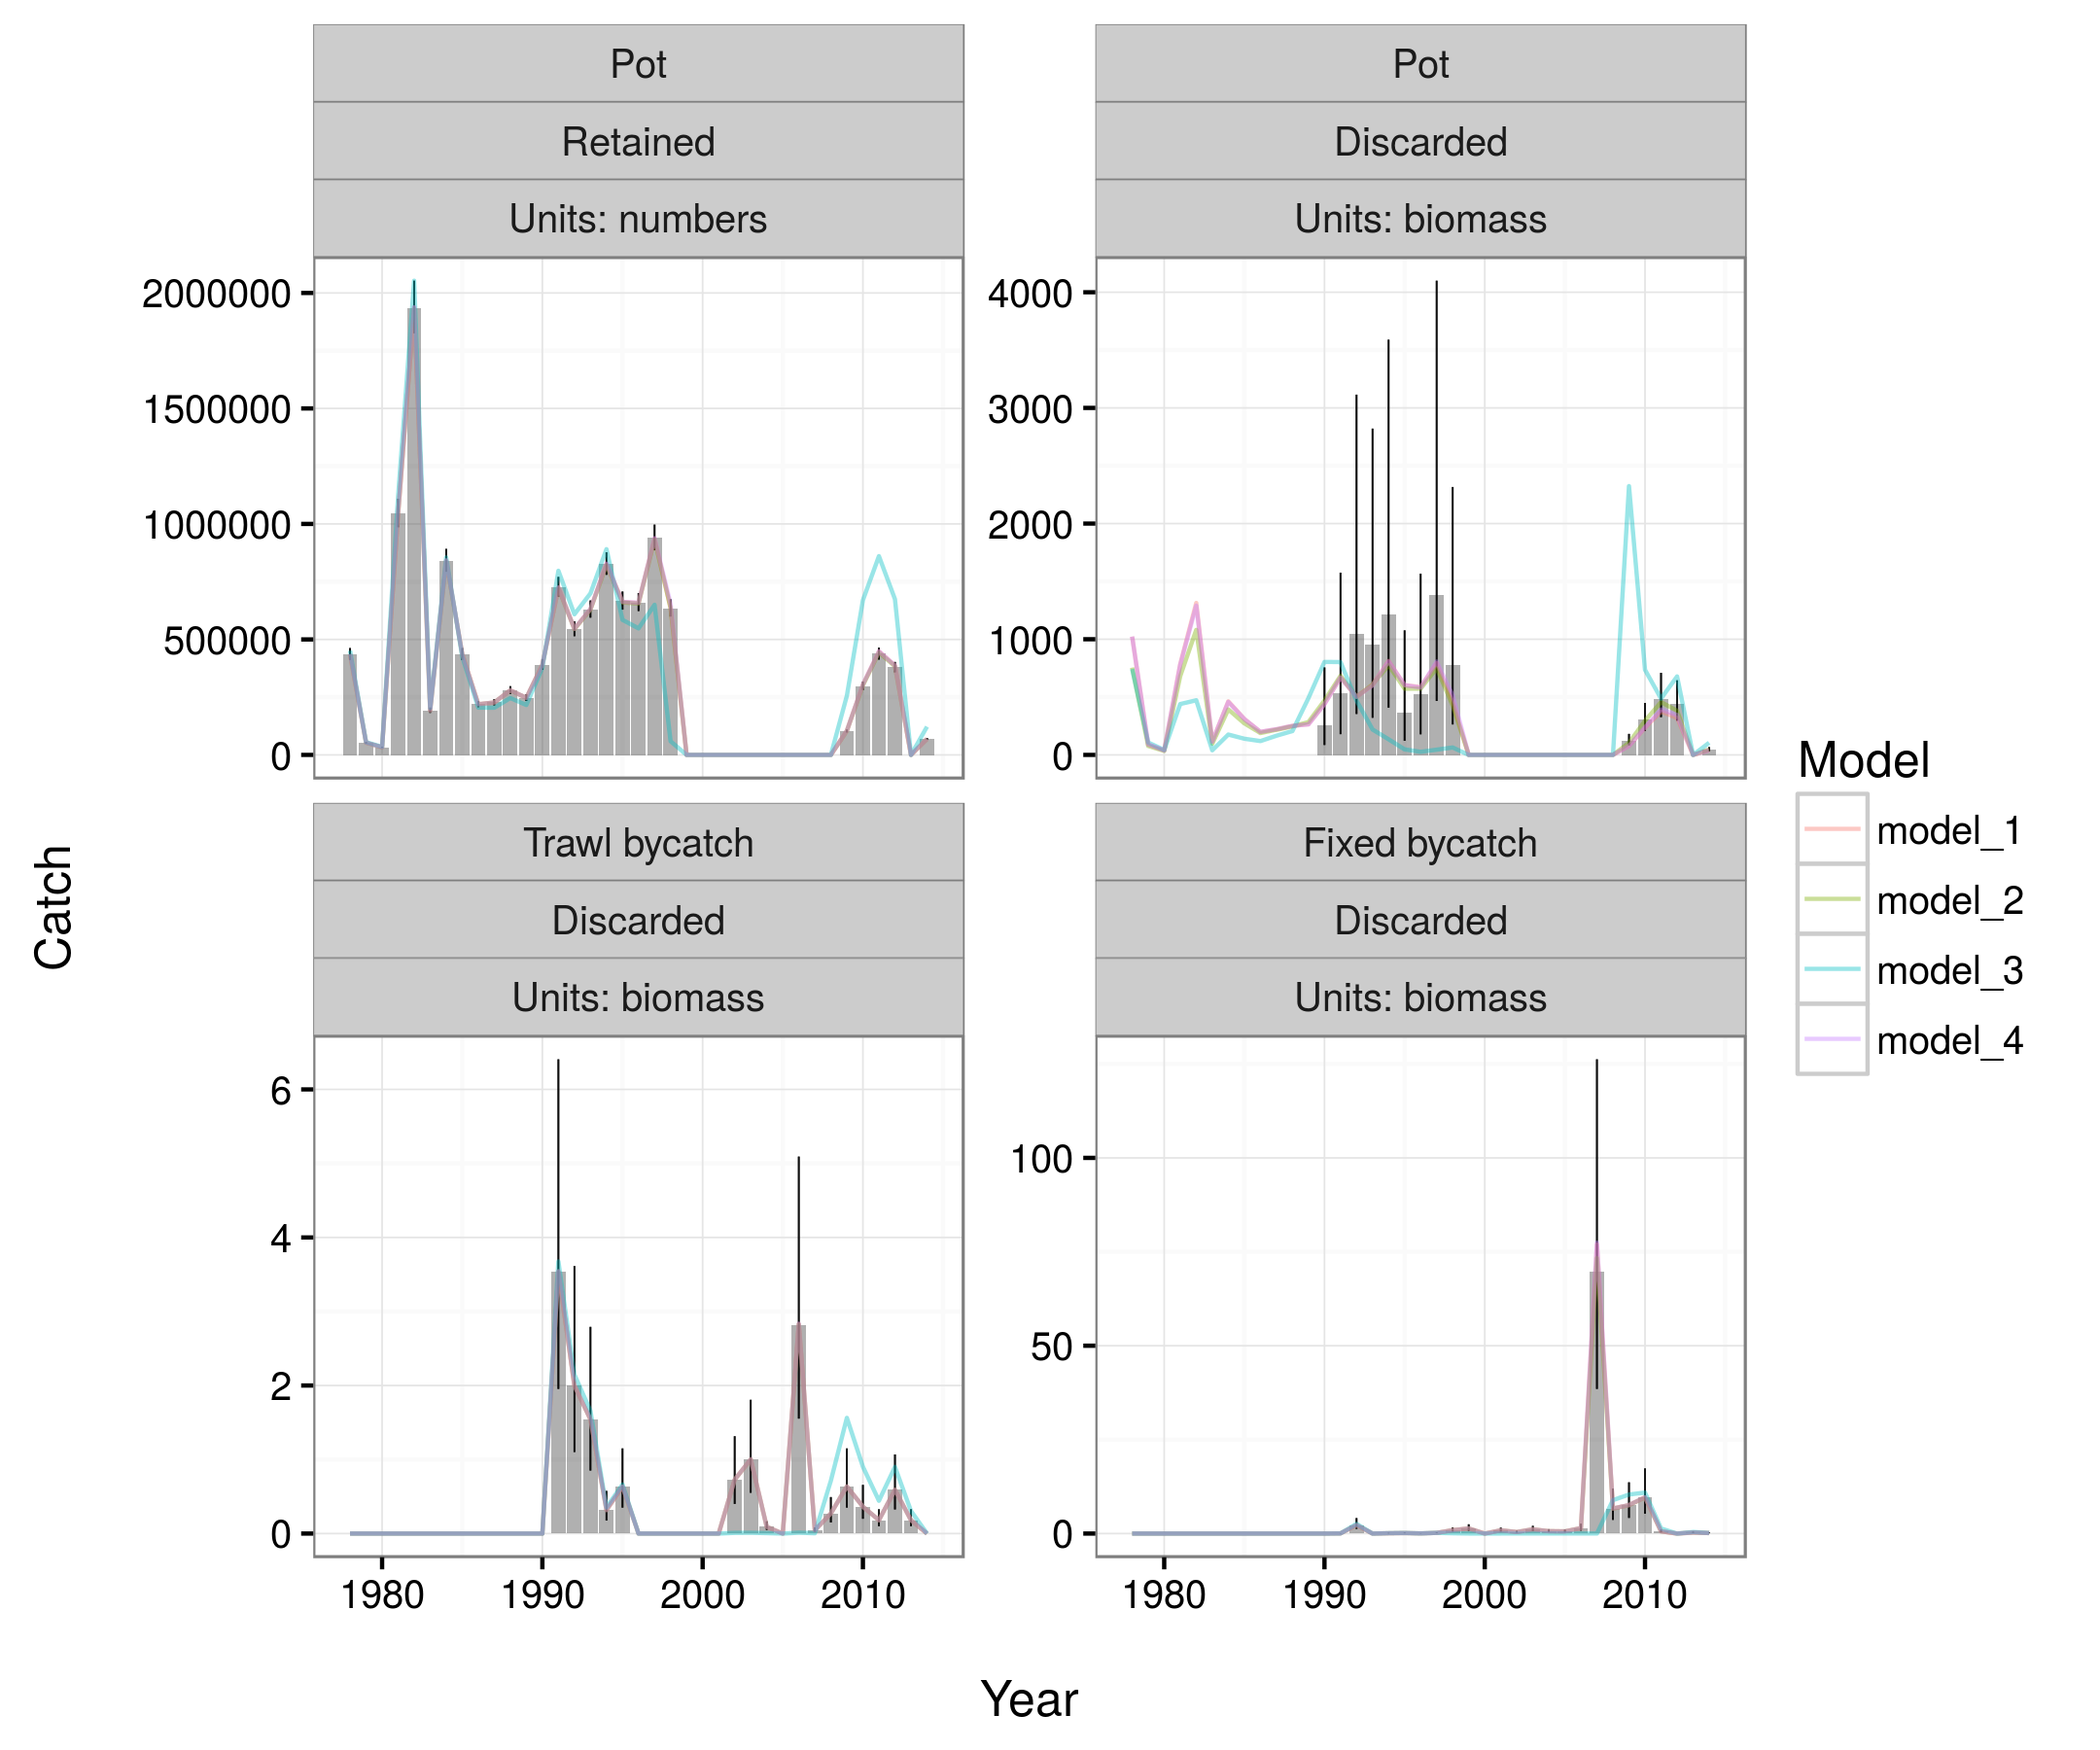 Pot
Retained
Units: numbers
Pot
Discarded
Units: biomass
2000000
1500000
1000000
500000
0
4000
3000
2000
1000
0
Trawl bycatch
Discarded
Units: biomass
Fixed bycatch
Discarded
Units: biomass
6
4
2
0
100
50
0
1980 1990 2000 2010
1980 1990 2000 2010
Catch
Year
Model
model_1
model_2
model_3
model_4